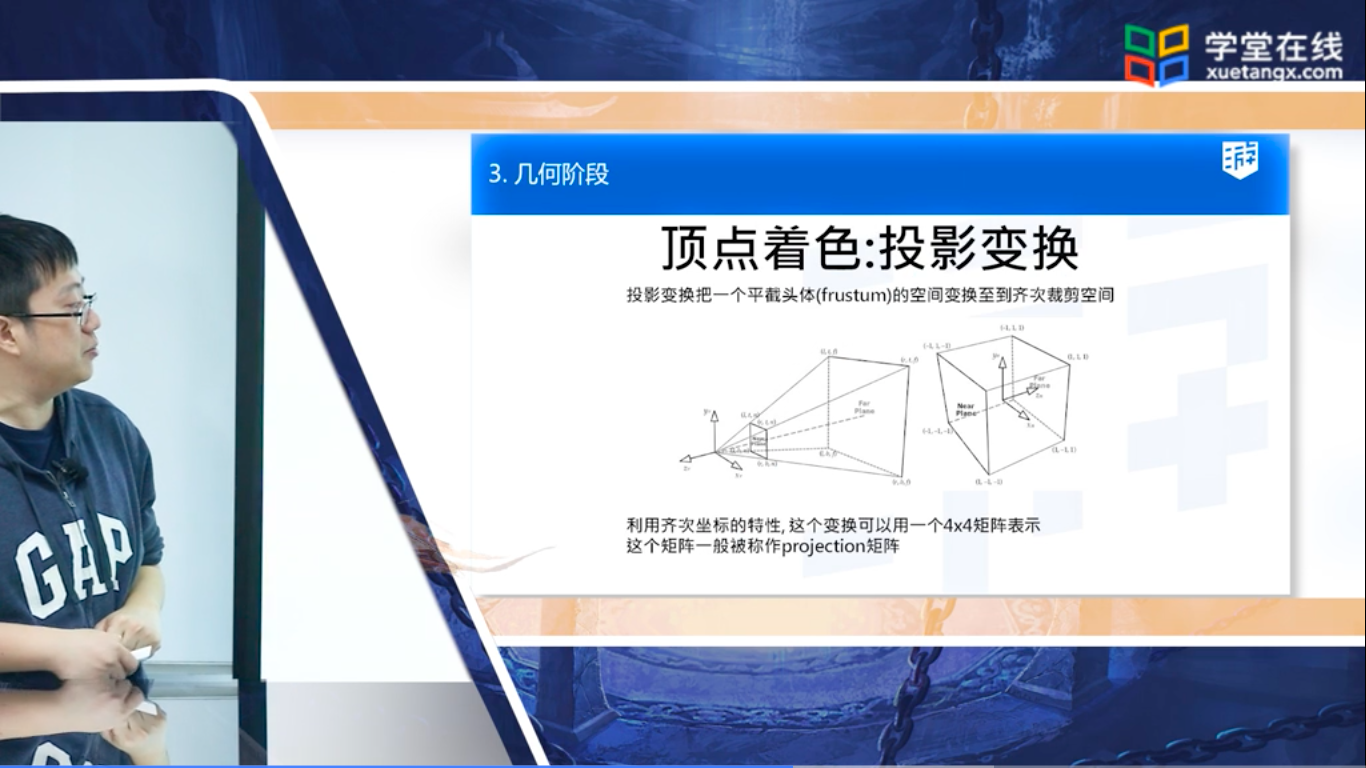 学堂在线
xuetangx.com
3. 几何阶段
顶点着色:投影变换
投影变换把一个平截头体(frustum)的空间变换至到齐次裁剪空间
(l, t, f)
(r, t, f)
Far
Plane
(l, t, n)
(r, t, n)
(r, b, n)
(l, b, f)
(r, b, f)
(-1, 1, 1)
(-1, 1, -1)
(1, 1, 1)
Far
Plane
Near
Plane
(-1, -1, -1)
(1, -1, 1)
(1, -1, -1)
利用齐次坐标的特性, 这个变换可以用一个4x4矩阵表示
这个矩阵一般被称作projection矩阵
GAP